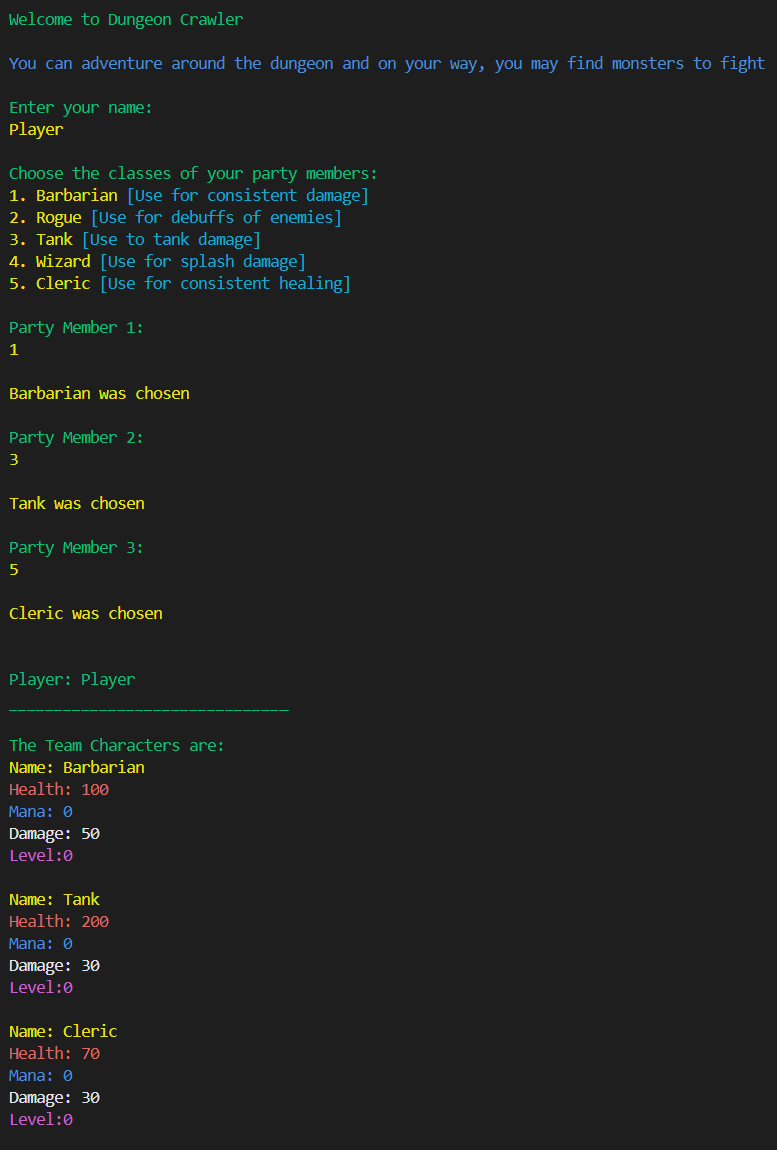 Welcome to Dungeon Crawler
You can adventure around the dungeon and on your way, you may find monsters to fight
Enter your name:
Player
Choose the classes of your party members:
1. Barbarian [Use for consistent damage]
2. Rogue [Use for debuffs of enemies]
3. Tank [Use to tank damage]
4. Wizard [Use for splash damage]
5. Cleric [Use for consistent healing]
Party Member 1:
1
Barbarian was chosen
Party Member 2:
3
Tank was chosen
Party Member 3:
5
Cleric was chosen
Player: Player
_______________________________
The Team Characters are:
Name: Barbarian
Health: 100
Mana: 0
Damage: 50
Level:0
Name: Tank
Health: 200
Mana: 0
Damage: 30
Level:0
Name: Cleric
Health: 70
Mana: 0
Damage: 30
Level:0